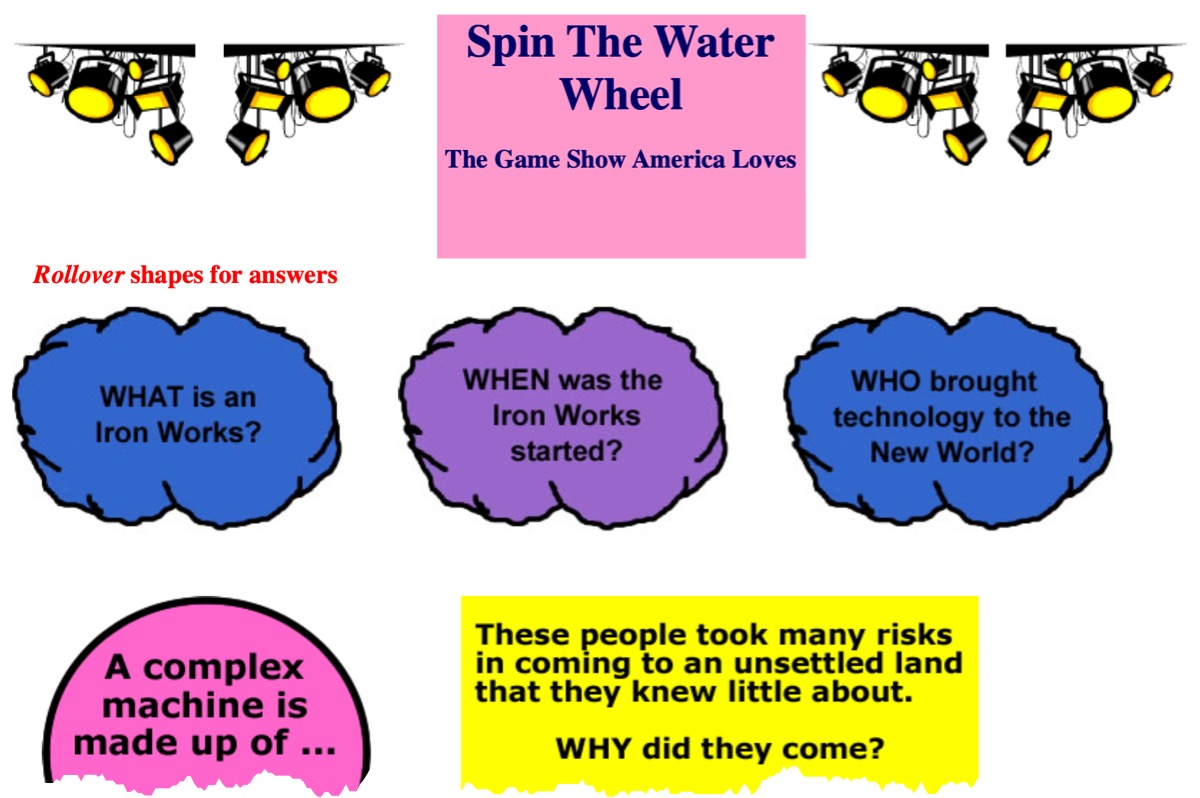 Spin The Water
Wheel
The Game Show America Loves
Rollover shapes for answers
WHAT is an
Iron Works?
WHEN was the
Iron Works
started?
WHO brought
technology to the
New World?
A complex
machine is
made up of ...
These people took many risks
in coming to an unsettled land
that they knew little about.
WHY did they come?